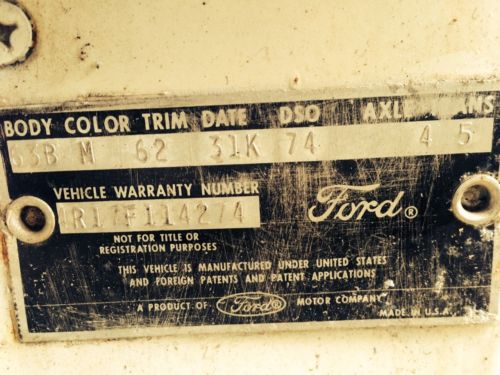 BODY COLOR TRIM DATE DSO AXLE TRANS
63B M 62 31K 74 4 5
VEHICLE WARRANTY NUMBER
1R17F114274
Ford®
NOT FOR TITLE OR
REGISTRATION PURPOSES
THIS VEHICLE IS MANUFACTURED UNDER UNITED STATES
AND FOREIGN PATENTS AND PATENT APPLICATIONS
A PRODUCT OF Ford MOTOR COMPANY
MADE IN U.S.A.